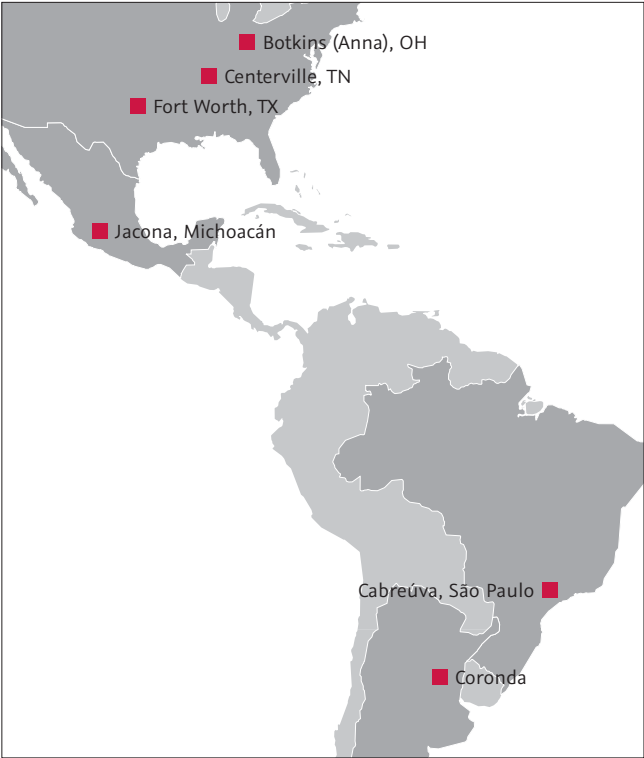 Botkins (Anna), OH
Centerville, TN
Fort Worth, TX
Jacona, Michoacán
Cabreúva, São Paulo
Coronda